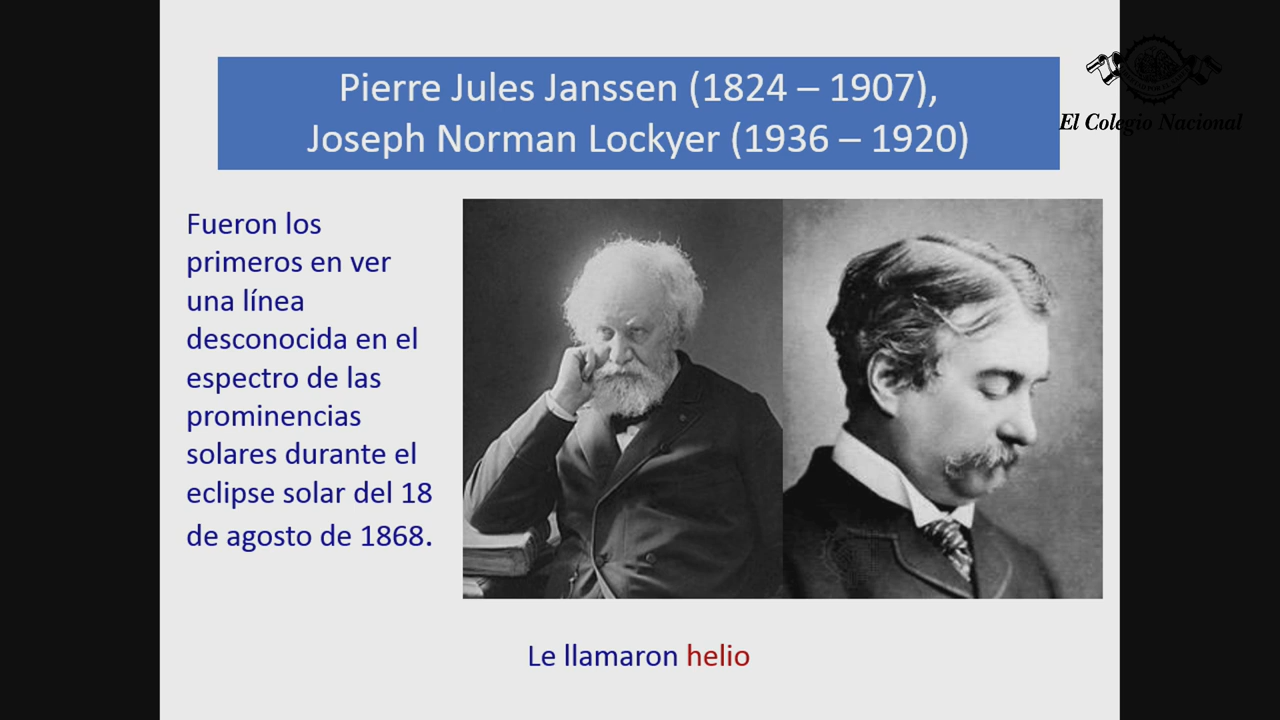 Pierre Jules Janssen (1824 – 1907),
Joseph Norman Lockyer (1936 – 1920)
El Colegio Nacional
Fueron los
primeros en ver
una línea
desconocida en el
espectro de las
prominencias
solares durante el
eclipse solar del 18
de agosto de 1868.
Le llamaron helio